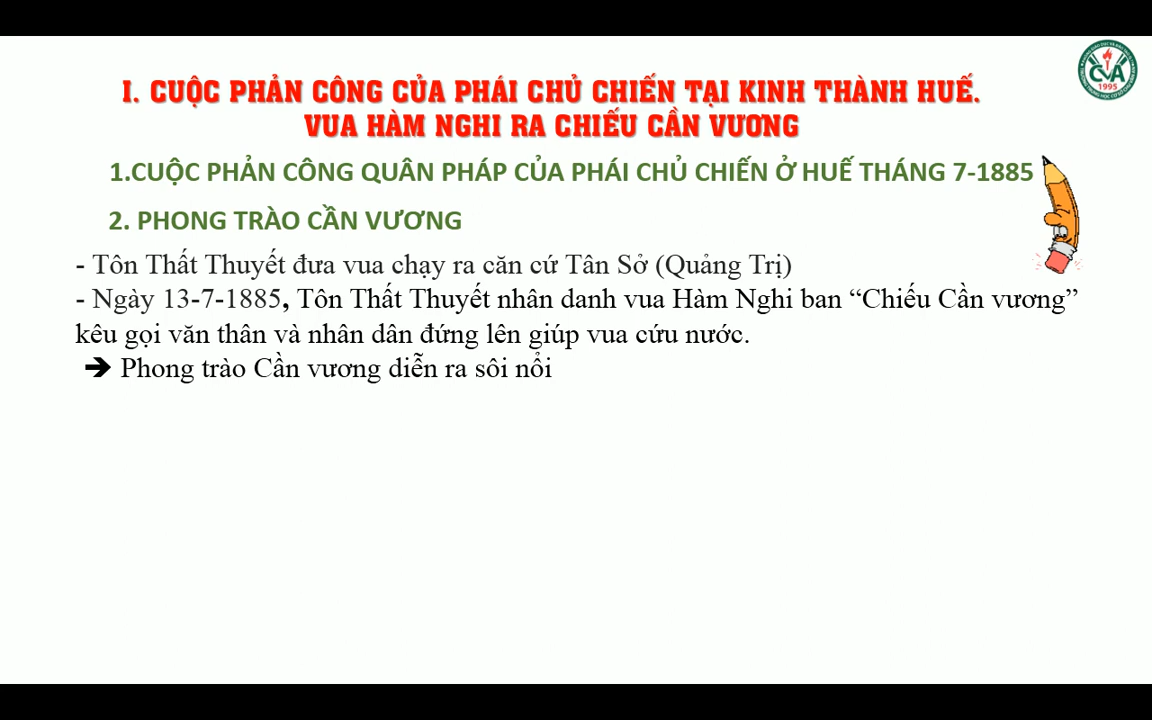 I. CUỘC PHẢN CÔNG CỦA PHÁI CHỦ CHIẾN TẠI KINH THÀNH HUẾ.
VUA HÀM NGHI RA CHIẾU CẦN VƯƠNG
1.CUỘC PHẢN CÔNG QUÂN PHÁP CỦA PHÁI CHỦ CHIẾN Ở HUẾ THÁNG 7-1885
2. PHONG TRÀO CẦN VƯƠNG
- Tôn Thất Thuyết đưa vua chạy ra căn cứ Tân Sở (Quảng Trị)
- Ngày 13-7-1885, Tôn Thất Thuyết nhân danh vua Hàm Nghi ban “Chiếu Cần vương”
kêu gọi văn thân và nhân dân đứng lên giúp vua cứu nước.
➔ Phong trào Cần vương diễn ra sôi nổi
CVA
1995